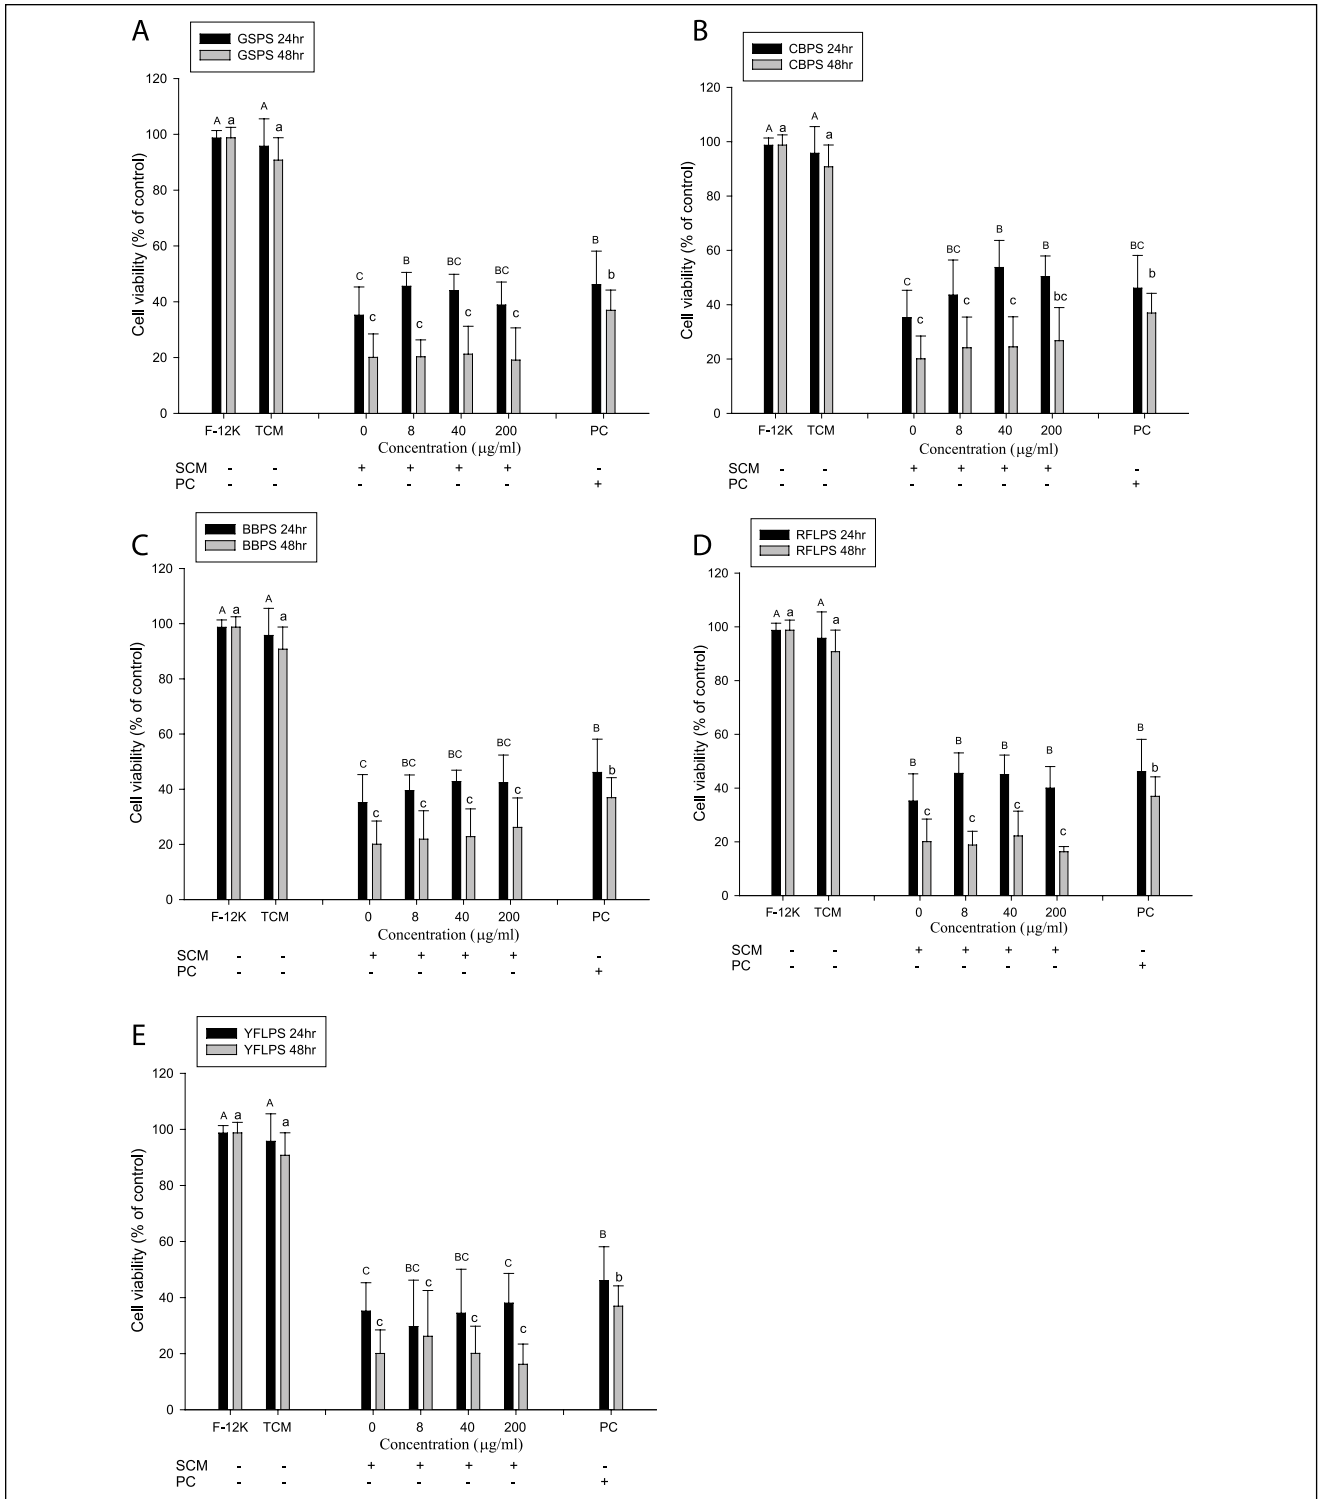 A
GSPS 24hr
GSPS 48hr
120
100
80
60
40
20
0
Cell viability (% of control)
A a A a
C c B c BC c BC c B b
F-12K TCM 0 8 40 200 PC
Concentration (μg/ml)
SCM - - + + + + -
PC - - - - - - +
B
CBPS 24hr
CBPS 48hr
120
100
80
60
40
20
0
Cell viability (% of control)
A a A a
C c BC c B c B bc BC b
F-12K TCM 0 8 40 200 PC
Concentration (μg/ml)
SCM - - + + + + -
PC - - - - - - +
C
BBPS 24hr
BBPS 48hr
120
100
80
60
40
20
0
Cell viability (% of control)
A a A a
C c BC c BC c BC c B b
F-12K TCM 0 8 40 200 PC
Concentration (μg/ml)
SCM - - + + + + -
PC - - - - - - +
D
RFLPS 24hr
RFLPS 48hr
120
100
80
60
40
20
0
Cell viability (% of control)
A a A a
B c B c B c B c B b
F-12K TCM 0 8 40 200 PC
Concentration (μg/ml)
SCM - - + + + + -
PC - - - - - - +
E
YFLPS 24hr
YFLPS 48hr
120
100
80
60
40
20
0
Cell viability (% of control)
A a A a
C c BC c BC c C c B b
F-12K TCM 0 8 40 200 PC
Concentration (μg/ml)
SCM - - + + + + -
PC - - - - - - +